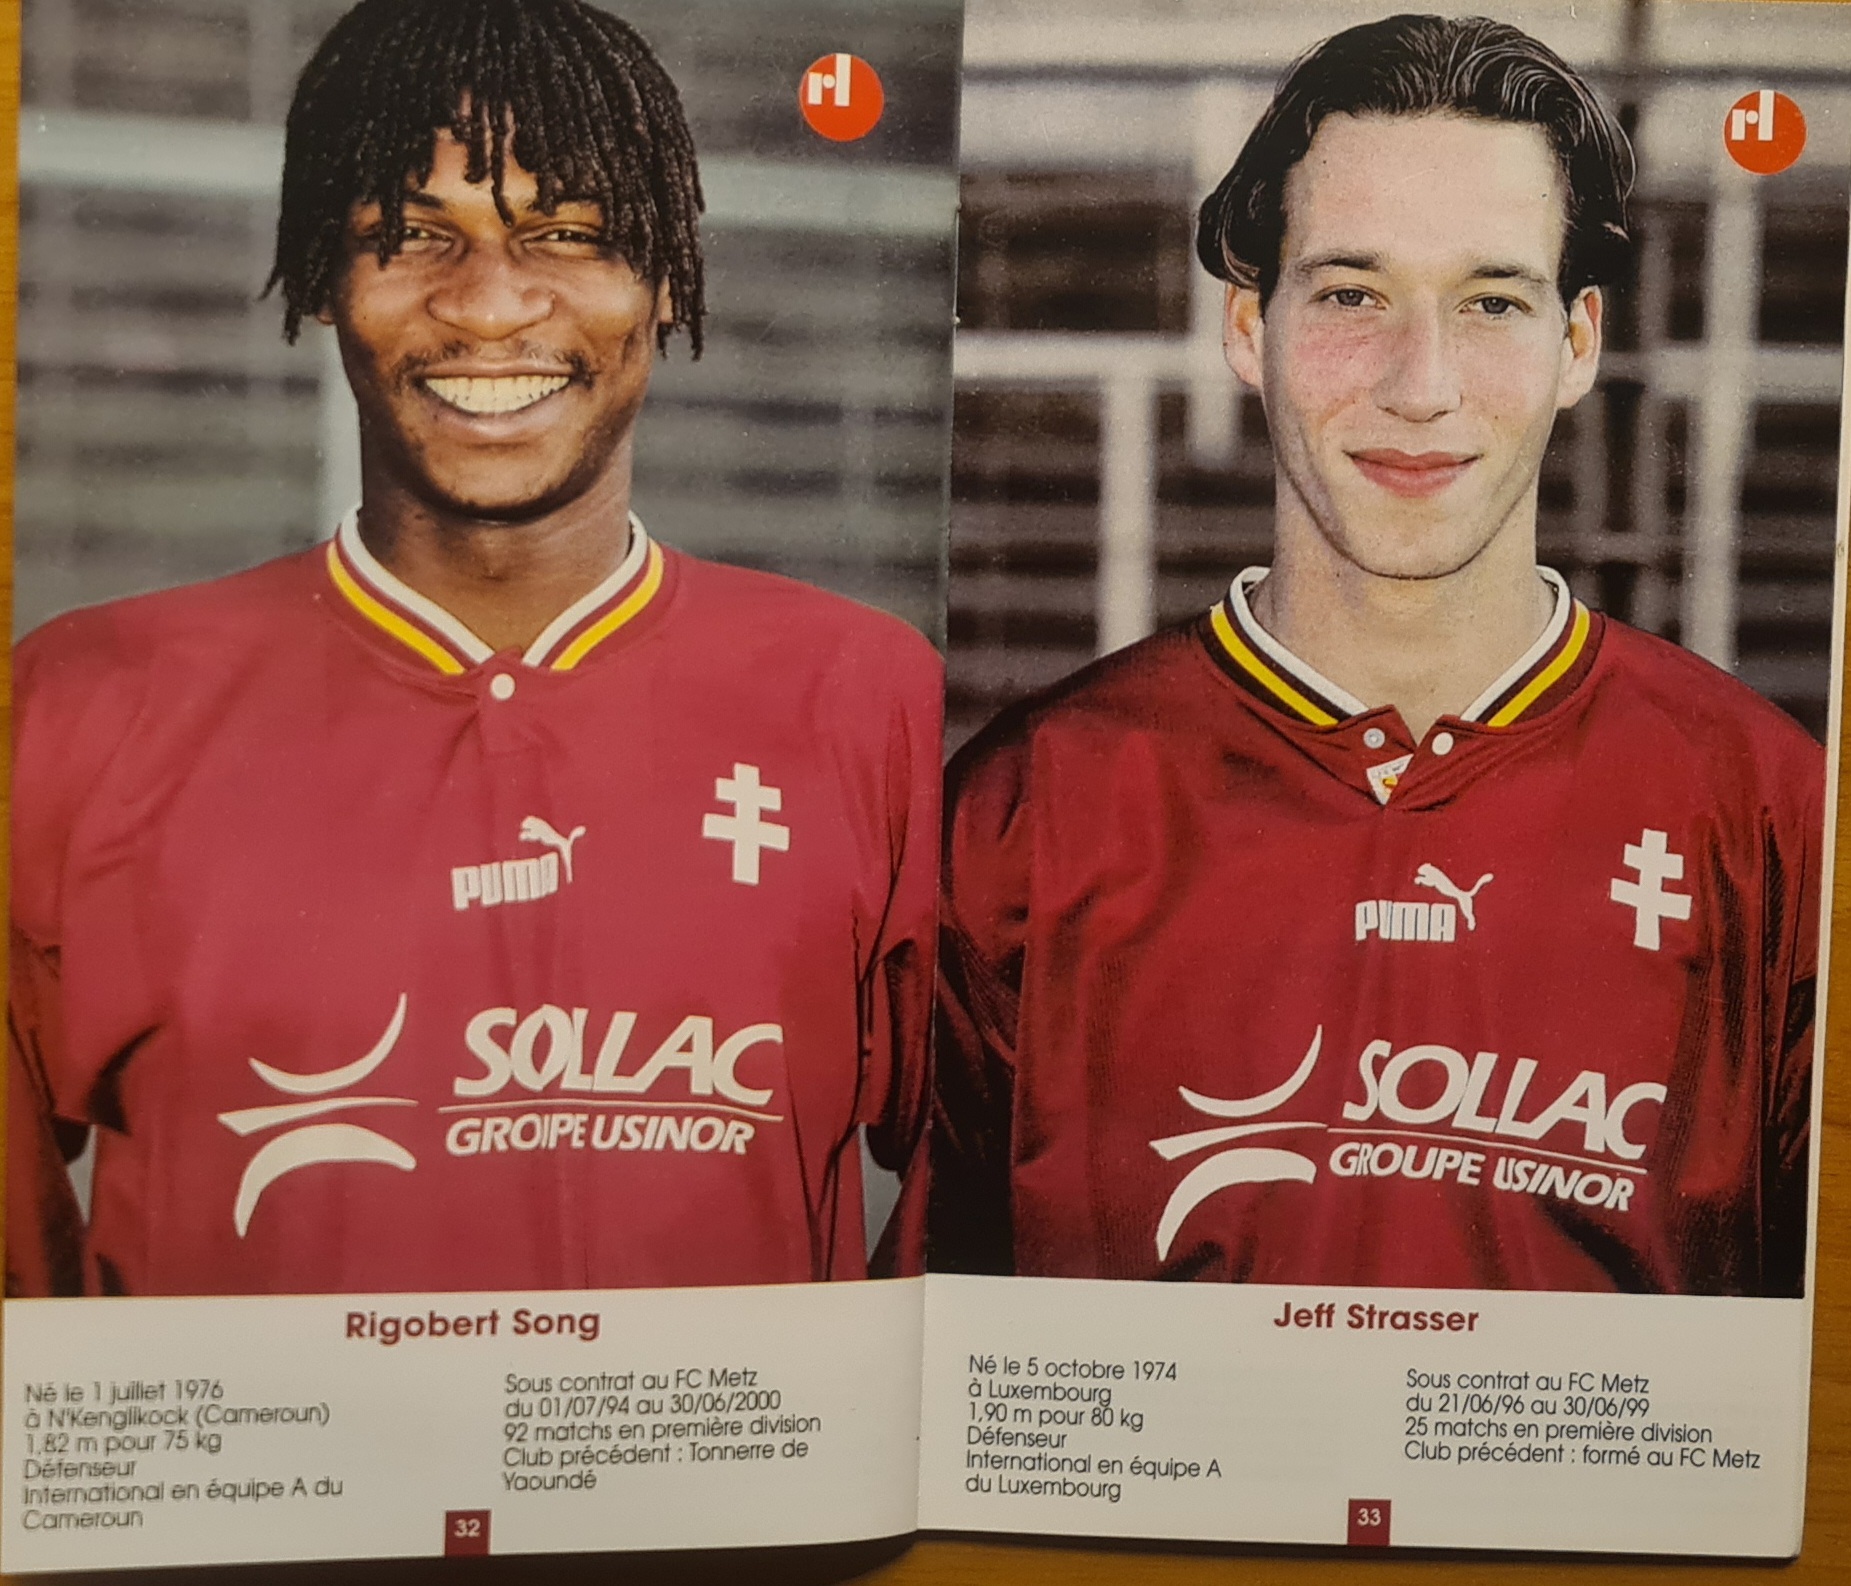 rl
PUMA
SOLLAC
GROUPE USINOR
Rigobert Song
Né le 1 juillet 1976
à N'Kenglikock (Cameroun)
1,82 m pour 75 kg
Défenseur
International en équipe A du
Cameroun
Sous contrat au FC Metz
du 01/07/94 au 30/06/2000
92 matchs en première division
Club précédent : Tonnerre de
Yaoundé
32
rl
PUMA
SOLLAC
GROUPE USINOR
Jeff Strasser
Né le 5 octobre 1974
à Luxembourg
1,90 m pour 80 kg
Défenseur
International en équipe A
du Luxembourg
Sous contrat au FC Metz
du 21/06/96 au 30/06/99
25 matchs en première division
Club précédent : formé au FC Metz
33